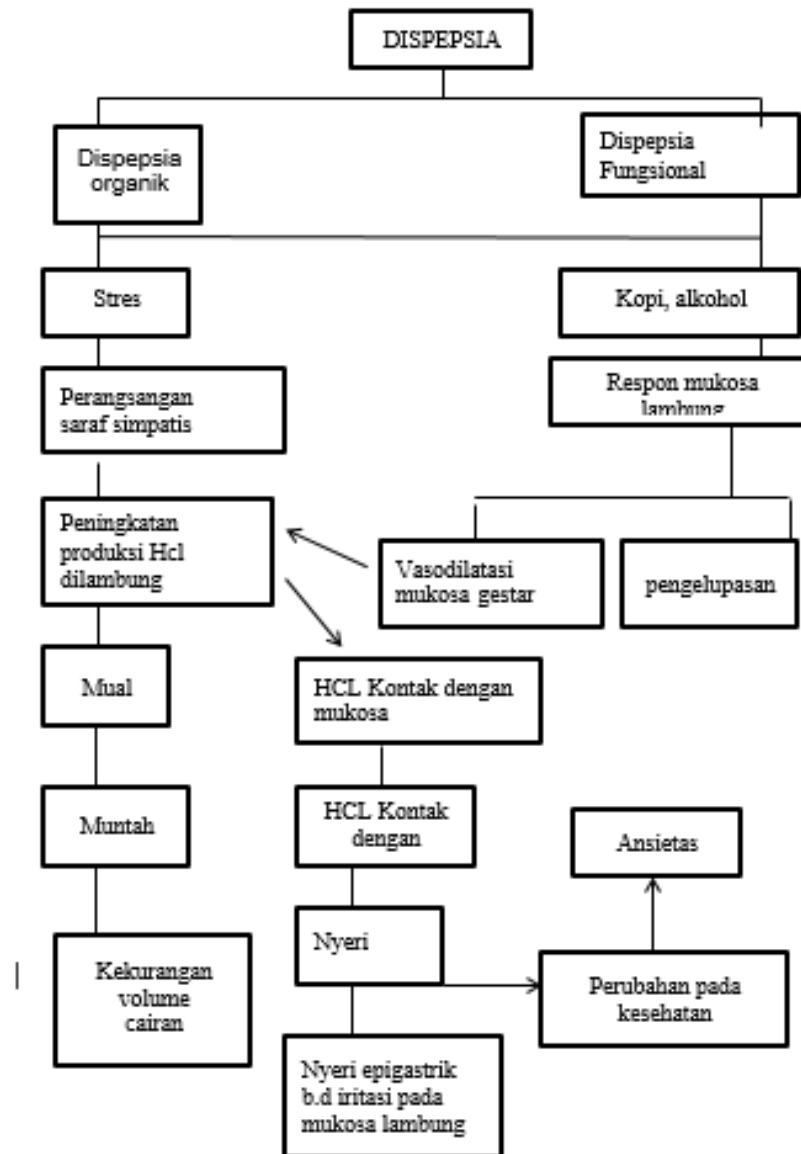 DISPEPSIA
Dispepsia
organik
Dispepsia
Fungsional
Stres
Kopi, alkohol
Perangsangan
saraf simpatis
Respon mukosa
lambung
Peningkatan
produksi Hcl
dilambung
Vasodilatasi
mukosa gestar
pengelupasan
Mual
HCL Kontak dengan
mukosa
Muntah
HCL Kontak
dengan
Ansietas
Nyeri
Kekurangan
volume
cairan
Perubahan pada
kesehatan
Nyeri epigastrik
b.d iritasi pada
mukosa lambung